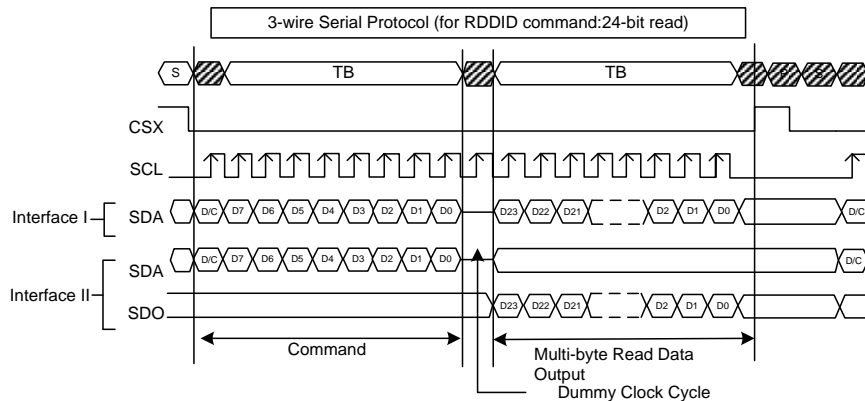 3-wire Serial Protocol (for RDDID command:24-bit read)
S TB TB P S
CSX
SCL
Interface I SDA D/C D7 D6 D5 D4 D3 D2 D1 D0 D23 D22 D21 D2 D1 D0 D/C
SDA D/C D7 D6 D5 D4 D3 D2 D1 D0 D/C
Interface II
SDO D23 D22 D21 D2 D1 D0
Command
Multi-byte Read Data
Output
Dummy Clock Cycle